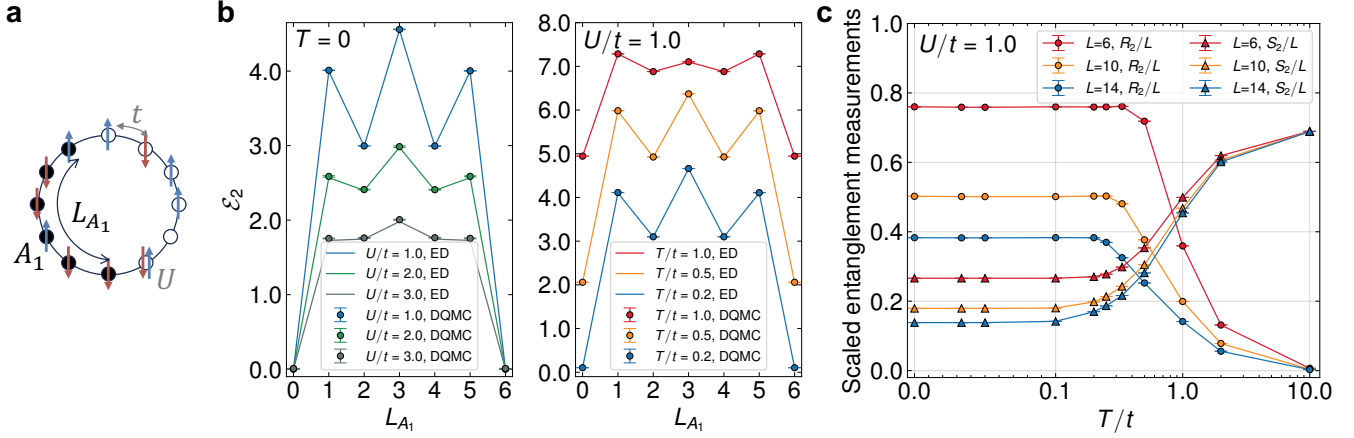 a
t
L_{A_1}
A_1
U
b
T = 0
ℰ_2
4.0
3.0
2.0
1.0
0.0
U/t = 1.0, ED
U/t = 2.0, ED
U/t = 3.0, ED
U/t = 1.0, DQMC
U/t = 2.0, DQMC
U/t = 3.0, DQMC
0 1 2 3 4 5 6
L_{A_1}
U/t = 1.0
8.0
7.0
6.0
5.0
4.0
3.0
2.0
1.0
0.0
T/t = 1.0, ED
T/t = 0.5, ED
T/t = 0.2, ED
T/t = 1.0, DQMC
T/t = 0.5, DQMC
T/t = 0.2, DQMC
0 1 2 3 4 5 6
L_{A_1}
c
Scaled entanglement measurements
U/t = 1.0
L=6, R_2/L
L=10, R_2/L
L=14, R_2/L
L=6, S_2/L
L=10, S_2/L
L=14, S_2/L
1.0
0.8
0.6
0.4
0.2
0.0
0.0 0.1 1.0 10.0
T/t